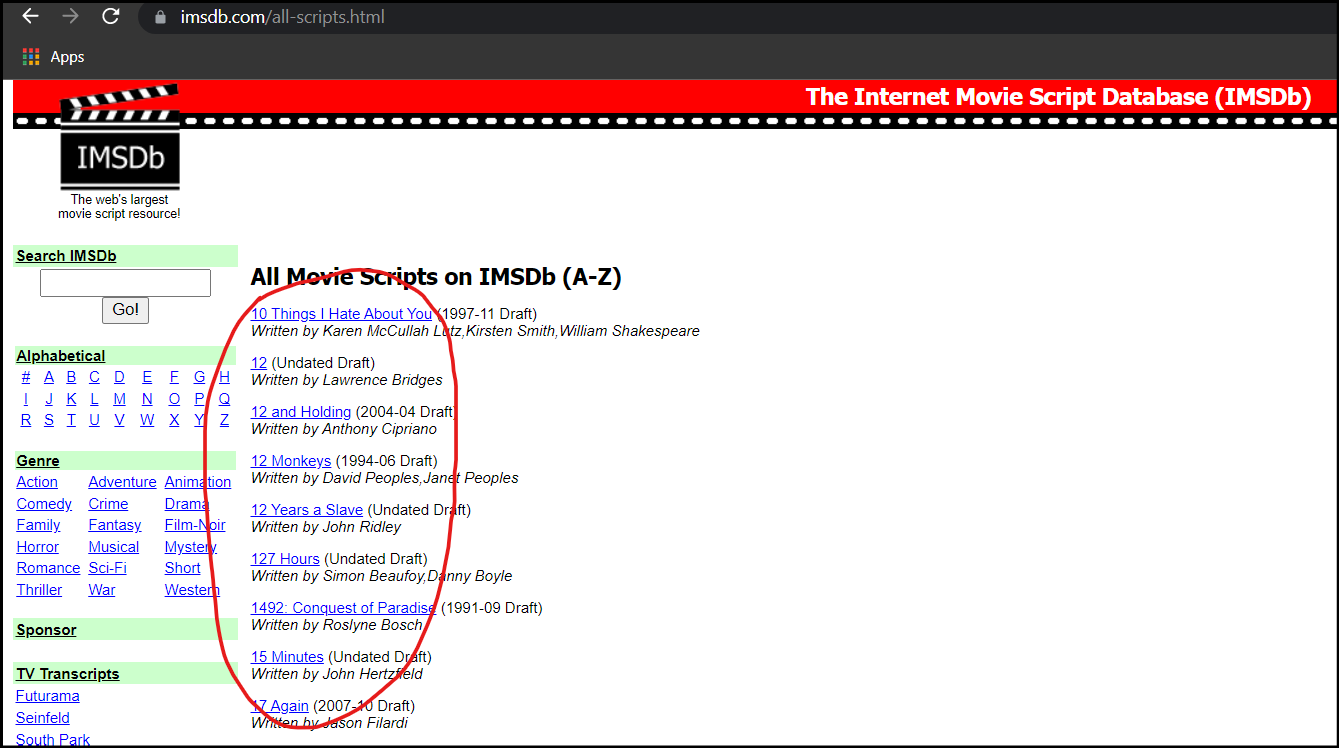 imsdb.com/all-scripts.html
Apps
The Internet Movie Script Database (IMSDb)
IMSDb
The web's largest
movie script resource!
Search IMSDb
Go!
Alphabetical
# A B C D E F G H
I J K L M N O P Q
R S T U V W X Y Z
Genre
Action Adventure Animation
Comedy Crime Drama
Family Fantasy Film-Noir
Horror Musical Mystery
Romance Sci-Fi Short
Thriller War Western
Sponsor
TV Transcripts
Futurama
Seinfeld
South Park
All Movie Scripts on IMSDb (A-Z)
10 Things I Hate About You (1997-11 Draft)
Written by Karen McCullah Lutz,Kirsten Smith,William Shakespeare
12 (Undated Draft)
Written by Lawrence Bridges
12 and Holding (2004-04 Draft)
Written by Anthony Cipriano
12 Monkeys (1994-06 Draft)
Written by David Peoples,Janet Peoples
12 Years a Slave (Undated Draft)
Written by John Ridley
127 Hours (Undated Draft)
Written by Simon Beaufoy,Danny Boyle
1492: Conquest of Paradise (1991-09 Draft)
Written by Roslyne Bosch
15 Minutes (Undated Draft)
Written by John Hertzfield
17 Again (2007-10 Draft)
Written by Jason Filardi